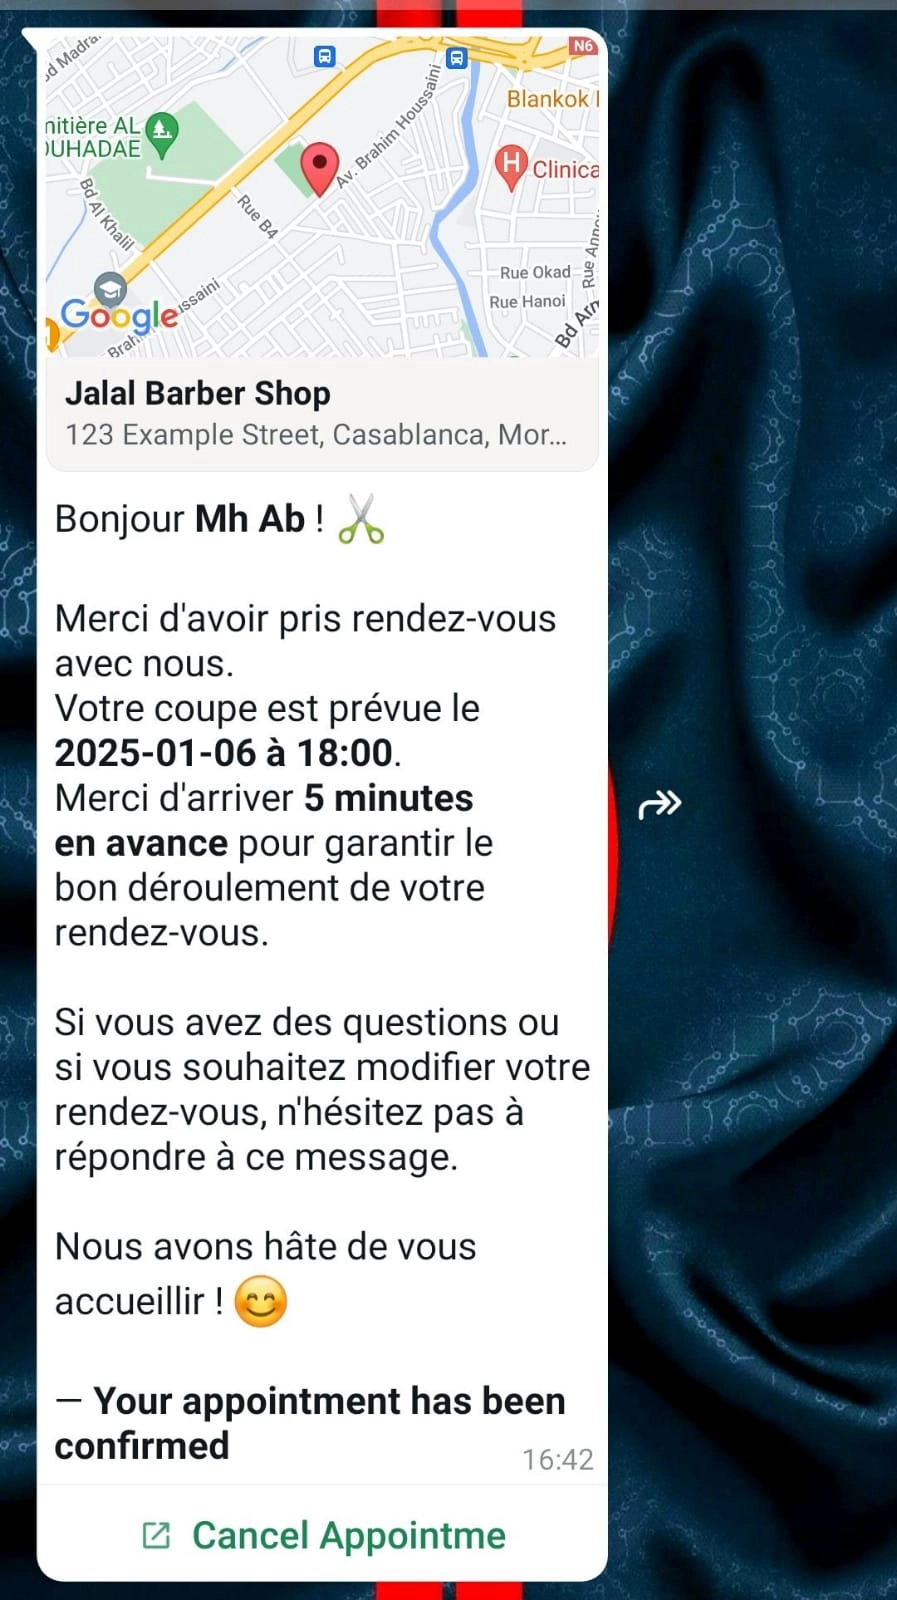 N6
Bd Madra.
Blankok
nitière AL
OUHADAE
Av. Brahim Houssaini
H Clinica
Bd Al Khalil
Rue B4
Rue Okad
Rue Hanoi
Rue Anno
Bd Arn
Brah
ussaini
Google
Jalal Barber Shop
123 Example Street, Casablanca, Mor...
Bonjour Mh Ab ! ✂️
Merci d'avoir pris rendez-vous
avec nous.
Votre coupe est prévue le
2025-01-06 à 18:00.
Merci d'arriver 5 minutes
en avance pour garantir le
bon déroulement de votre
rendez-vous.
Si vous avez des questions ou
si vous souhaitez modifier votre
rendez-vous, n'hésitez pas à
répondre à ce message.
Nous avons hâte de vous
accueillir ! 😊
— Your appointment has been
confirmed
16:42
Cancel Appointme